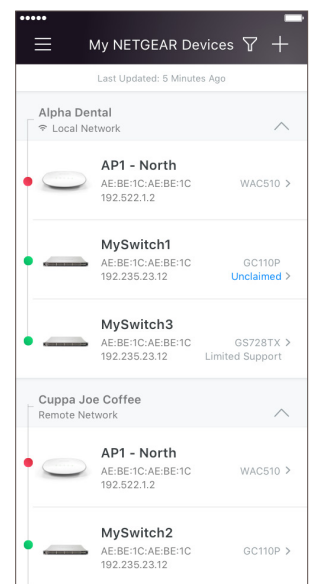 My NETGEAR Devices
Last Updated: 5 Minutes Ago
Alpha Dental
Local Network
AP1 - North
AE:BE:1C:AE:BE:1C
WAC510
192.522.1.2
MySwitch1
AE:BE:1C:AE:BE:1C
GC110P
192.235.23.12
Unclaimed
MySwitch3
AE:BE:1C:AE:BE:1C
GS728TX
192.235.23.12
Limited Support
Cuppa Joe Coffee
Remote Network
AP1 - North
AE:BE:1C:AE:BE:1C
WAC510
192.522.1.2
MySwitch2
AE:BE:1C:AE:BE:1C
GC110P
192.235.23.12